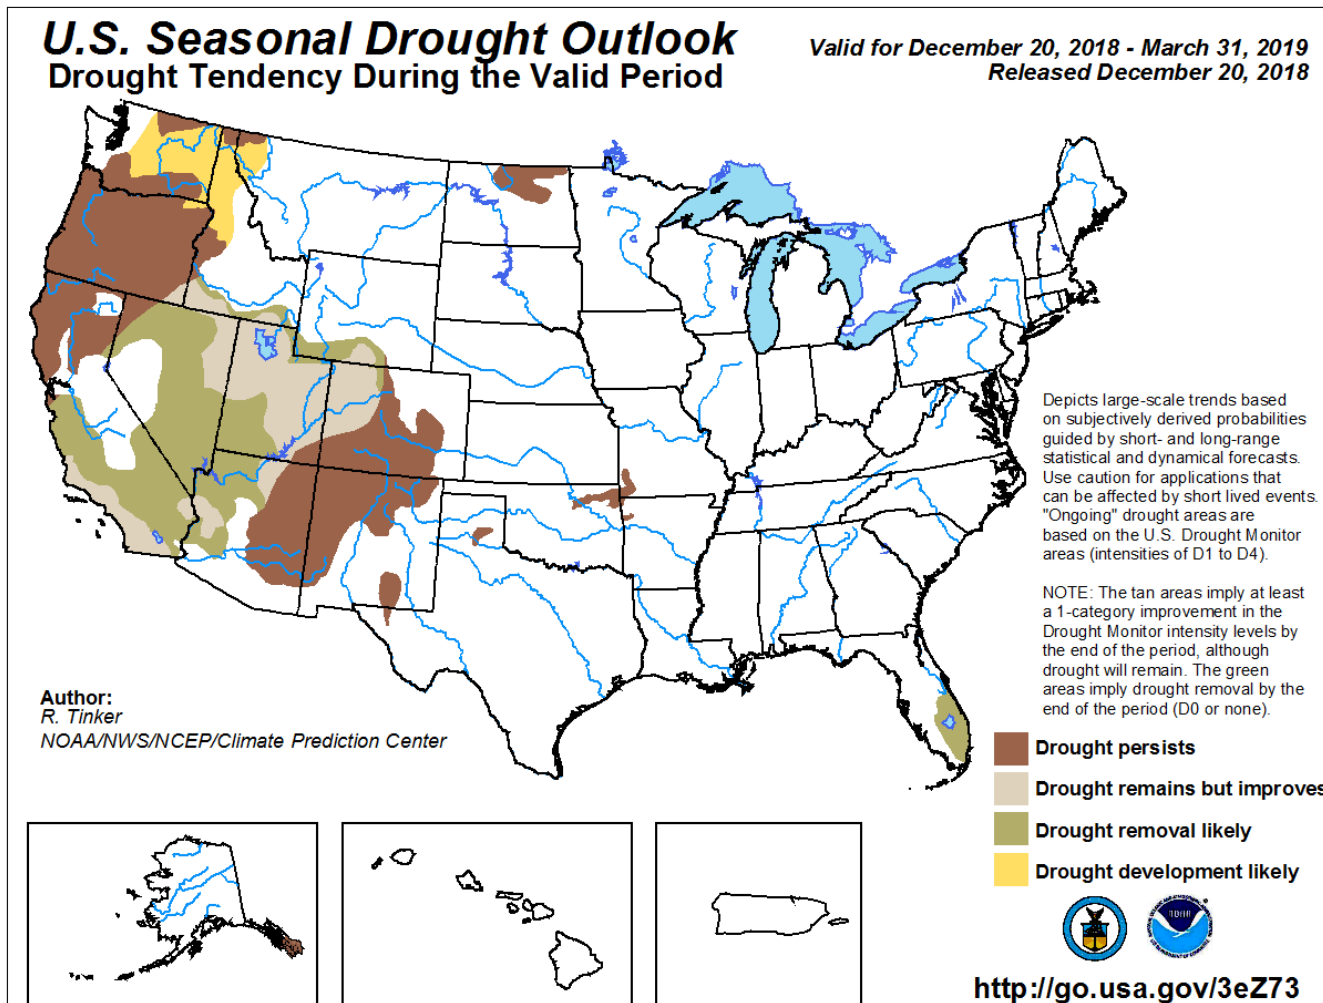 U.S. Seasonal Drought Outlook
Drought Tendency During the Valid Period
Valid for December 20, 2018 - March 31, 2019
Released December 20, 2018
Depicts large-scale trends based
on subjectively derived probabilities
guided by short- and long-range
statistical and dynamical forecasts.
Use caution for applications that
can be affected by short lived events.
"Ongoing" drought areas are
based on the U.S. Drought Monitor
areas (intensities of D1 to D4).
NOTE: The tan areas imply at least
a 1-category improvement in the
Drought Monitor intensity levels by
the end of the period, although
drought will remain. The green
areas imply drought removal by the
end of the period (D0 or none).
Author:
R. Tinker
NOAA/NWS/NCEP/Climate Prediction Center
Drought persists
Drought remains but improves
Drought removal likely
Drought development likely
http://go.usa.gov/3eZ73